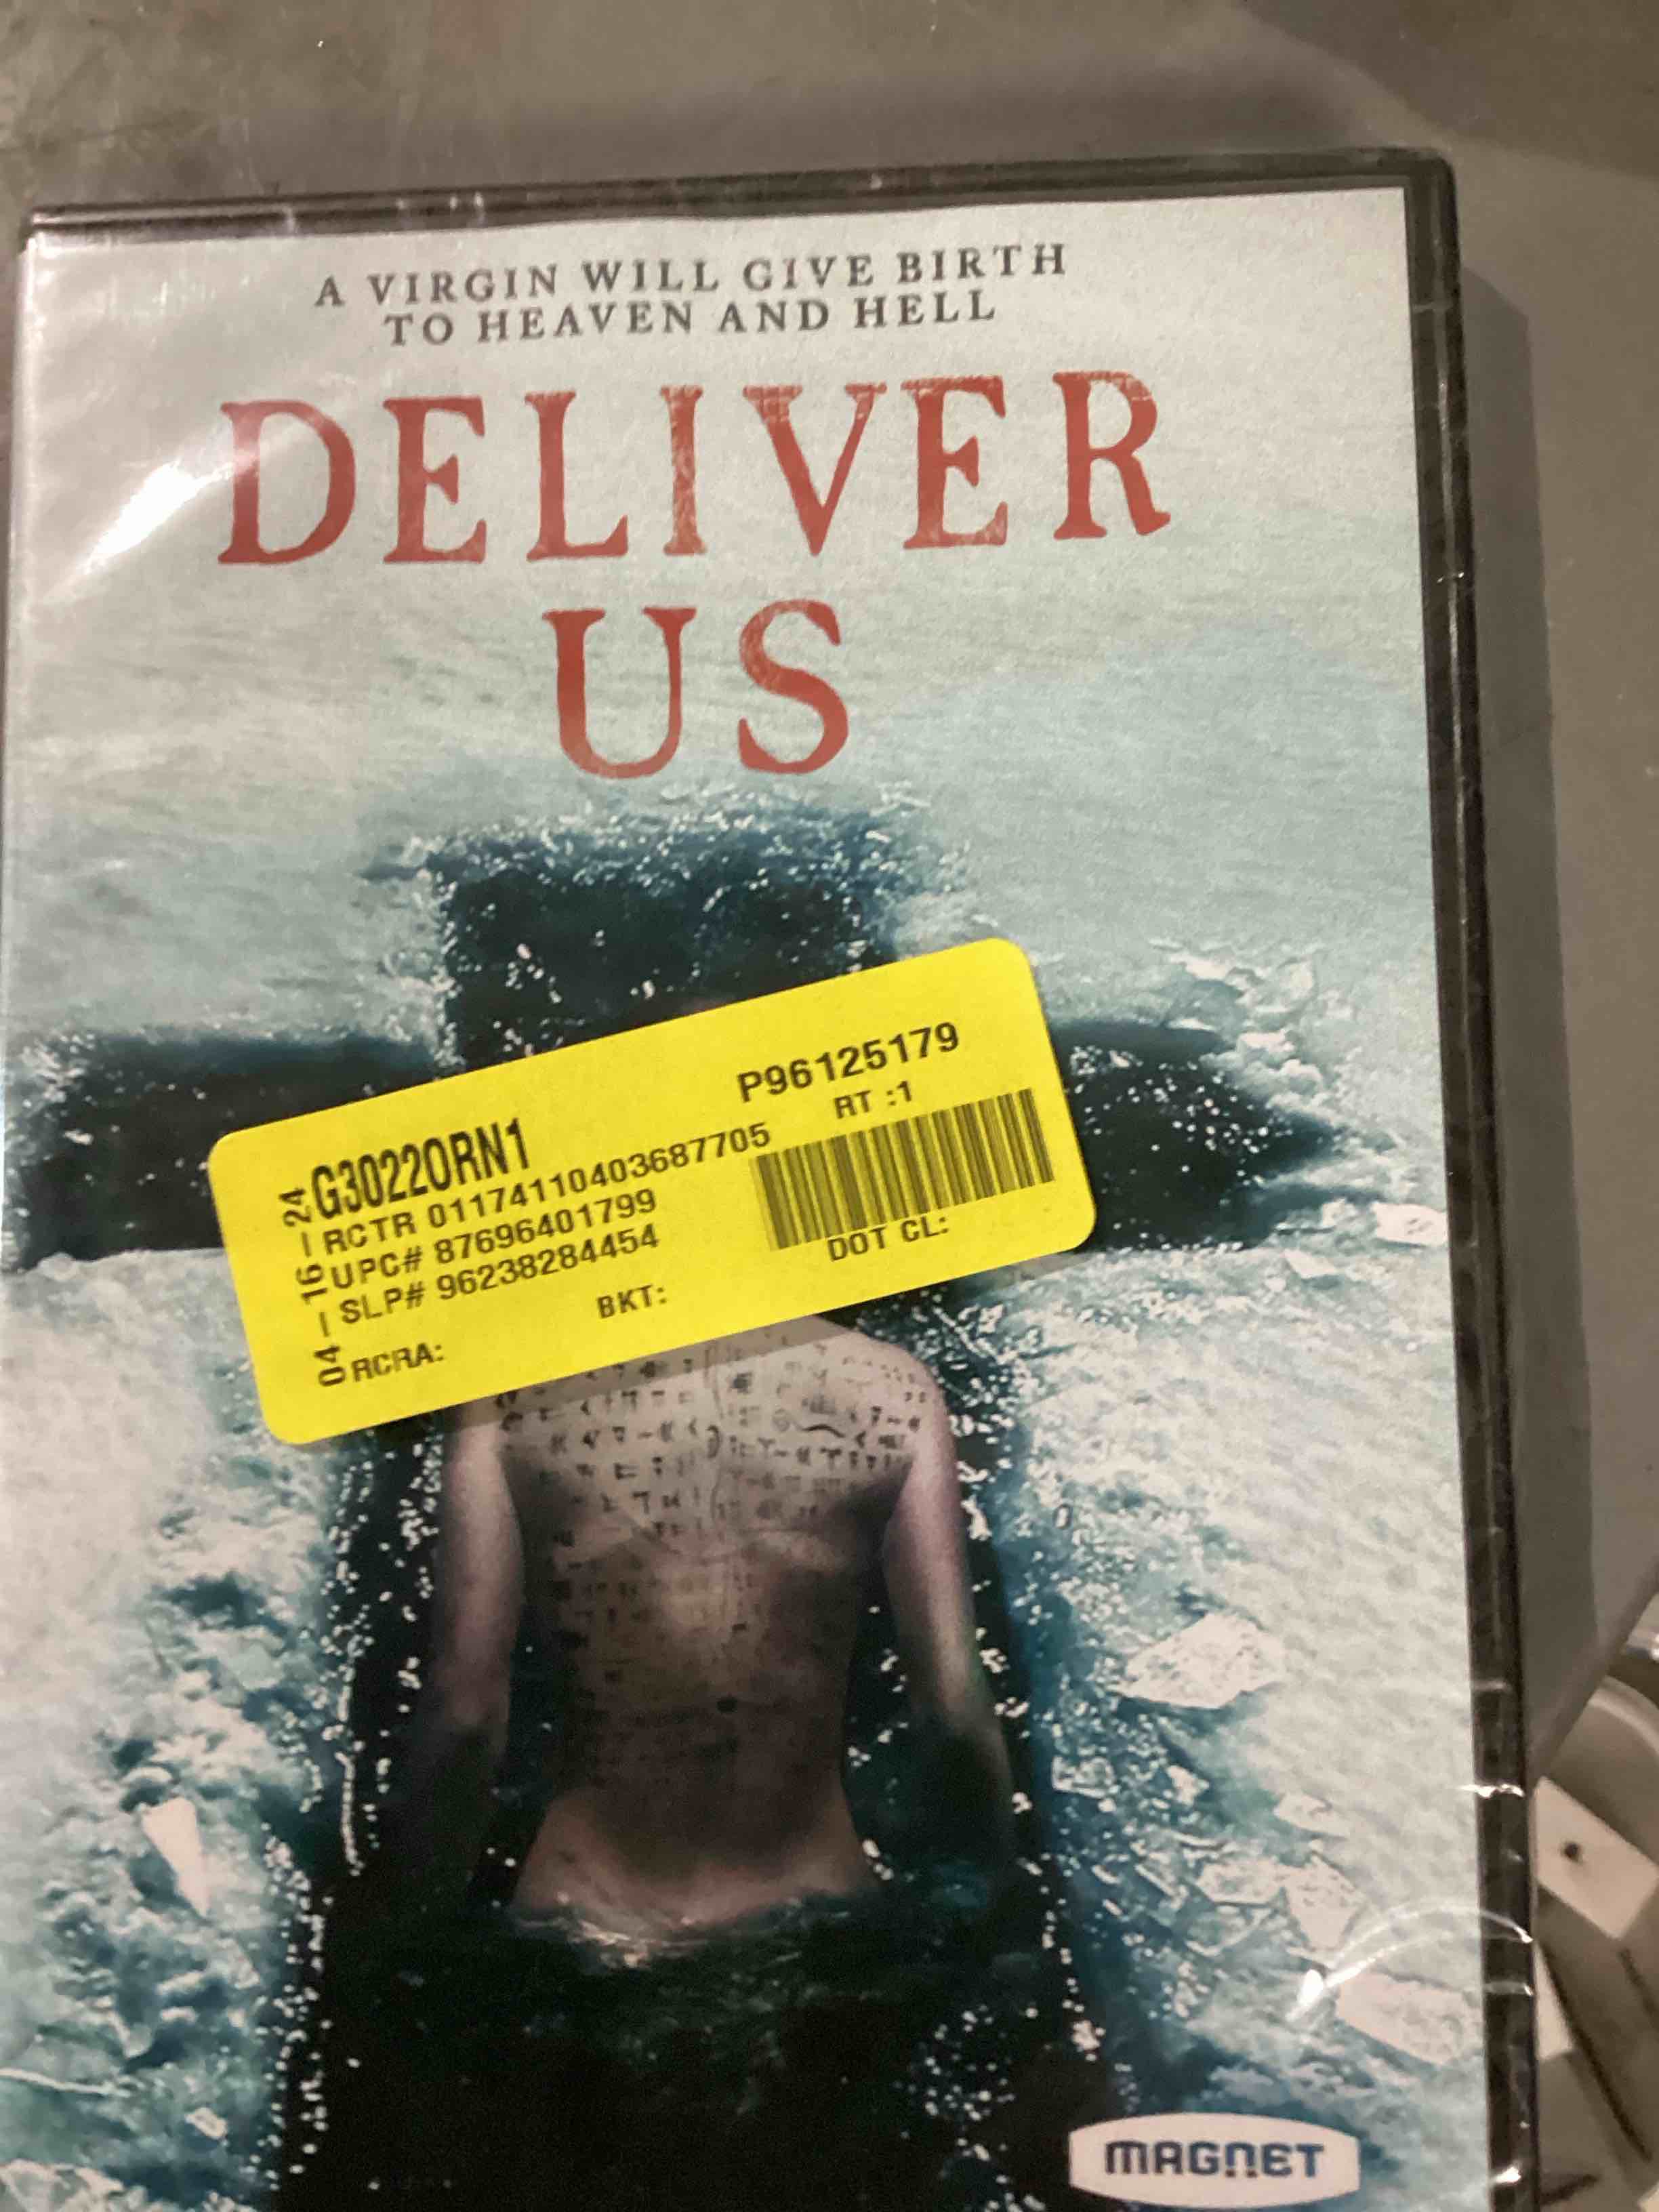 A VIRGIN WILL GIVE BIRTH
TO HEAVEN AND HELL
DELIVER
US
P96125179
RT :1
G30220RN1
RCTR 01174110403687705
UPC# 87696401799
SLP# 96238284454
DOT CL:
BKT:
RCRA:
04 - 16 - 24
MAGNET